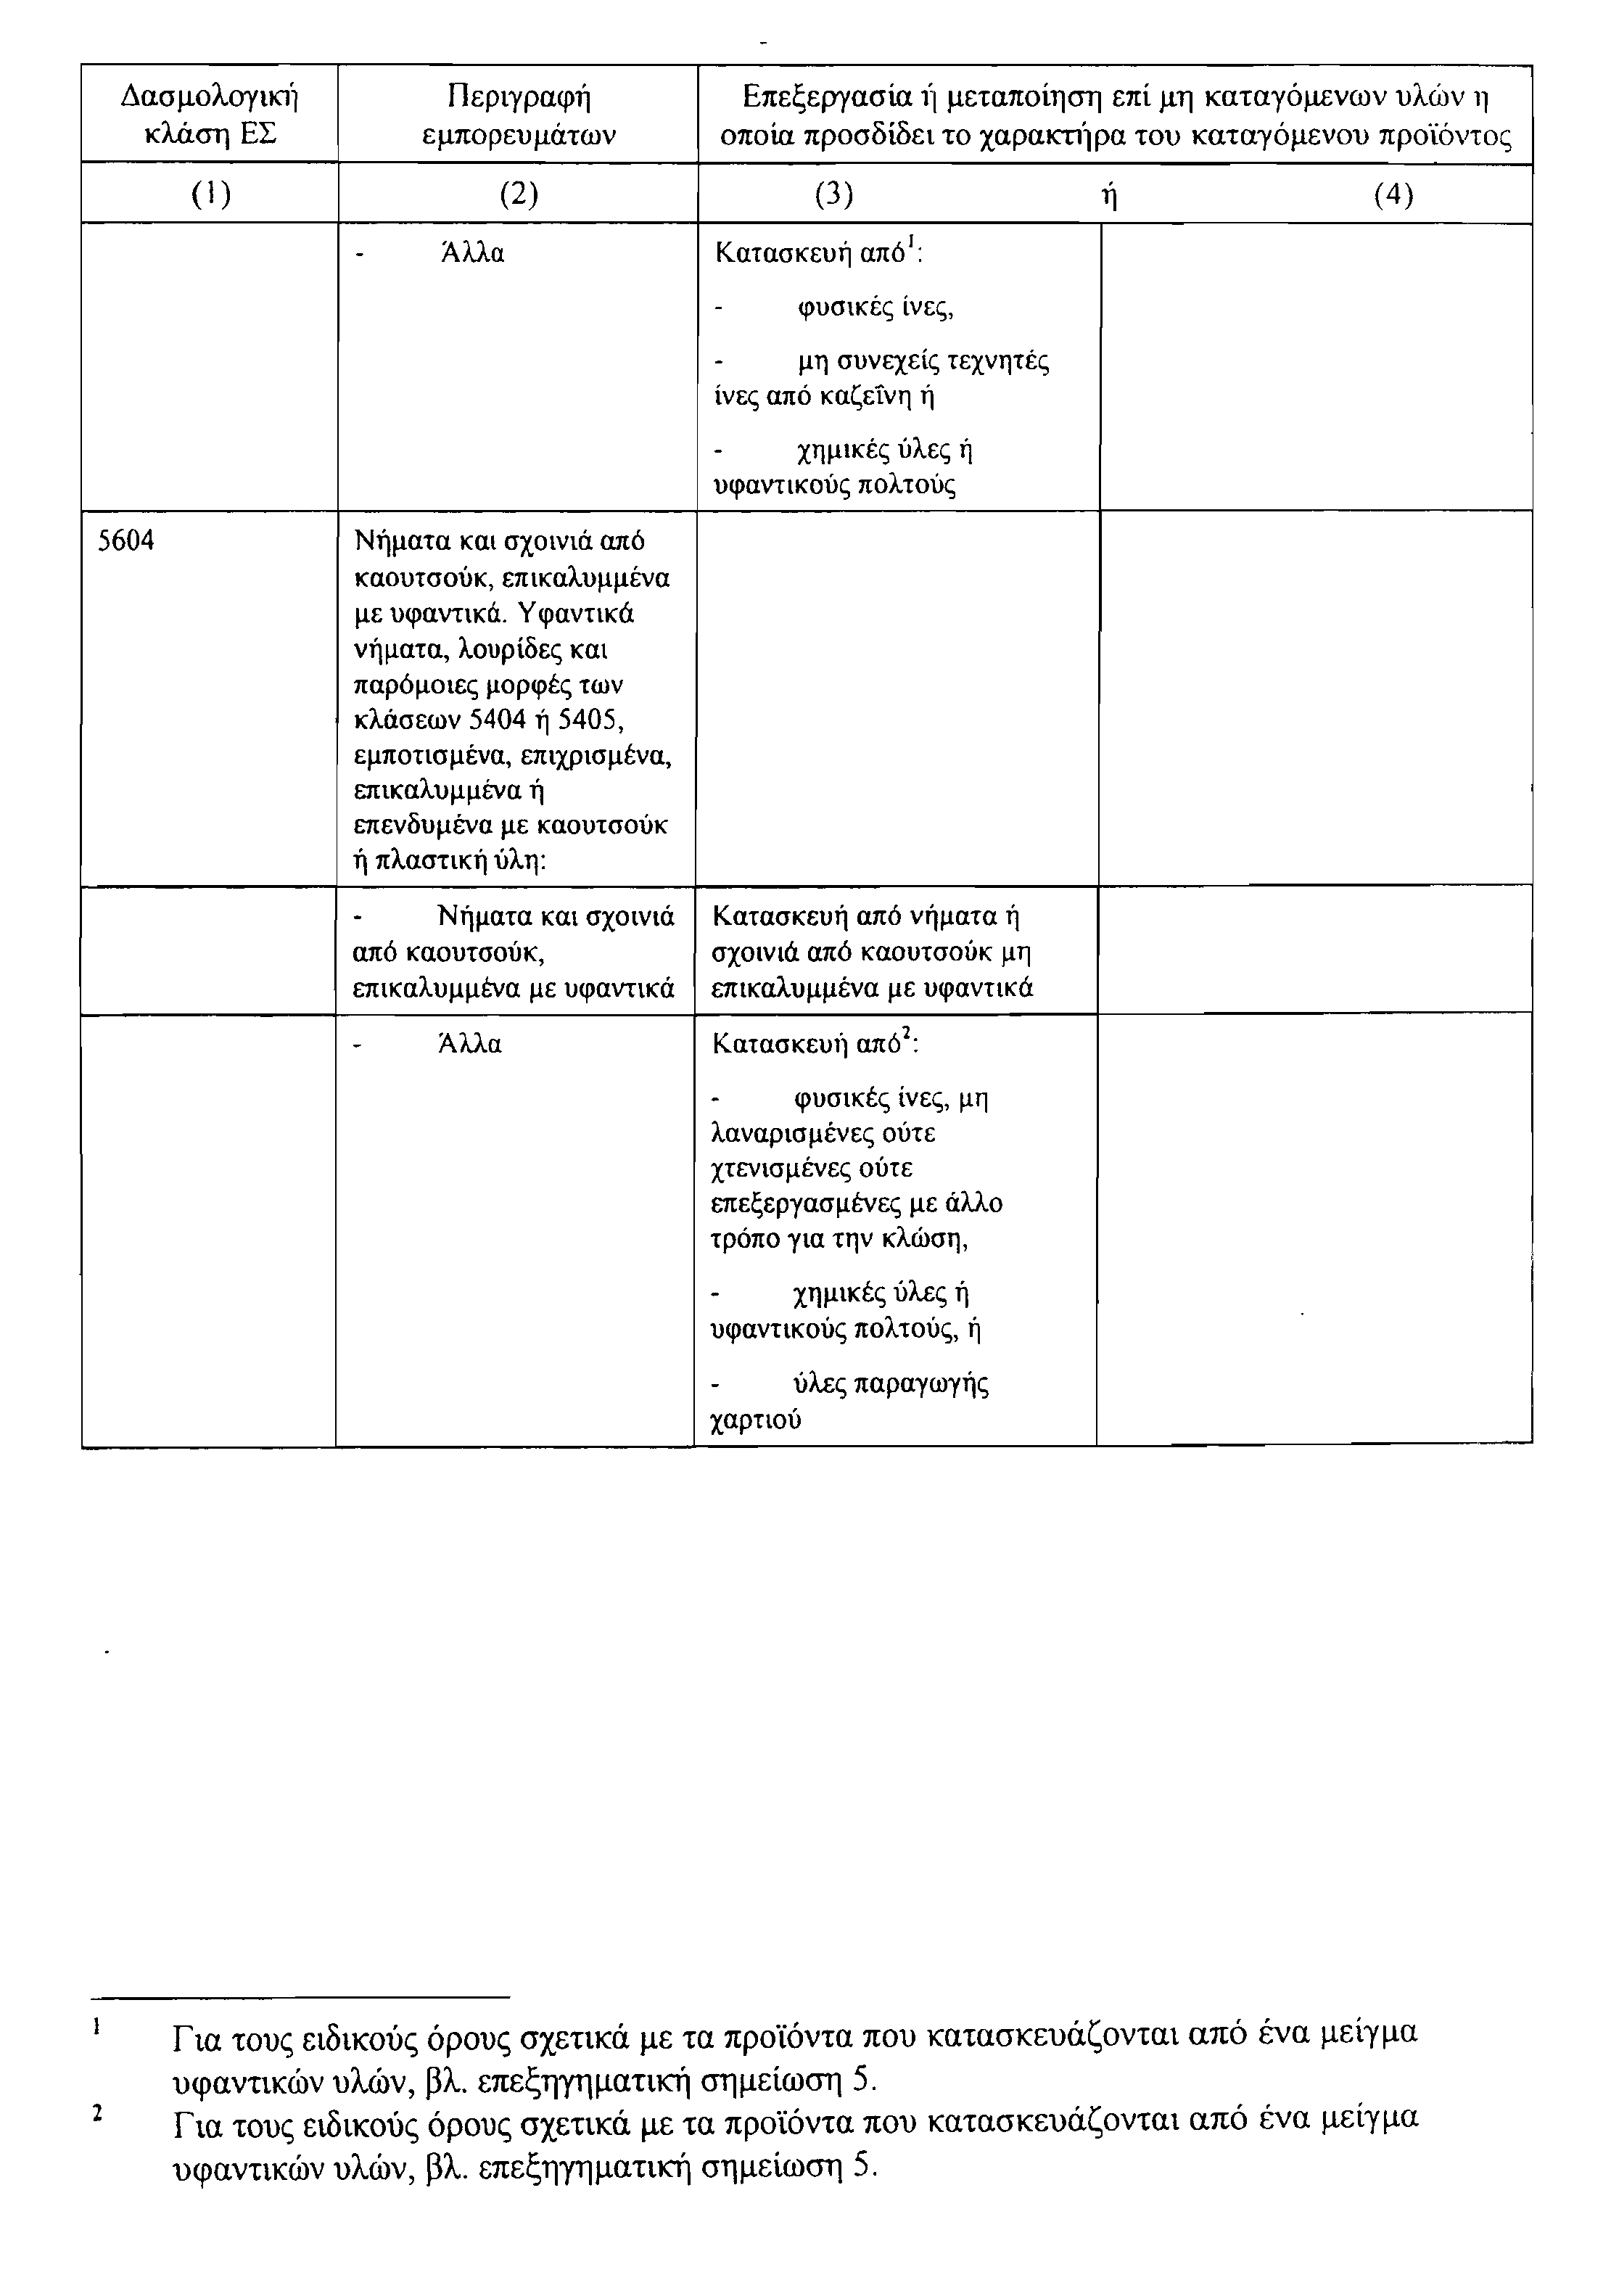 Δασμολογική
κλάση ΕΣ
Περιγραφή
εμπορευμάτων
Επεξεργασία ή μεταποίηση επί μη καταγόμενων υλών η
οποία προσδίδει το χαρακτήρα του καταγόμενου προϊόντος
(1)
(2)
(3) ή (4)
- Άλλα
Κατασκευή από¹:
- φυσικές ίνες,
- μη συνεχείς τεχνητές
ίνες από καζεΐνη ή
- χημικές ύλες ή
υφαντικούς πολτούς
5604
Νήματα και σχοινιά από
καουτσούκ, επικαλυμμένα
με υφαντικά. Υφαντικά
νήματα, λουρίδες και
παρόμοιες μορφές των
κλάσεων 5404 ή 5405,
εμποτισμένα, επιχρισμένα,
επικαλυμμένα ή
επενδυμένα με καουτσούκ
ή πλαστική ύλη:
- Νήματα και σχοινιά
από καουτσούκ,
επικαλυμμένα με υφαντικά
Κατασκευή από νήματα ή
σχοινιά από καουτσούκ μη
επικαλυμμένα με υφαντικά
- Άλλα
Κατασκευή από²:
- φυσικές ίνες, μη
λαναρισμένες ούτε
χτενισμένες ούτε
επεξεργασμένες με άλλο
τρόπο για την κλώση,
- χημικές ύλες ή
υφαντικούς πολτούς, ή
- ύλες παραγωγής
χαρτιού
¹ Για τους ειδικούς όρους σχετικά με τα προϊόντα που κατασκευάζονται από ένα μείγμα
υφαντικών υλών, βλ. επεξηγηματική σημείωση 5.
² Για τους ειδικούς όρους σχετικά με τα προϊόντα που κατασκευάζονται από ένα μείγμα
υφαντικών υλών, βλ. επεξηγηματική σημείωση 5.